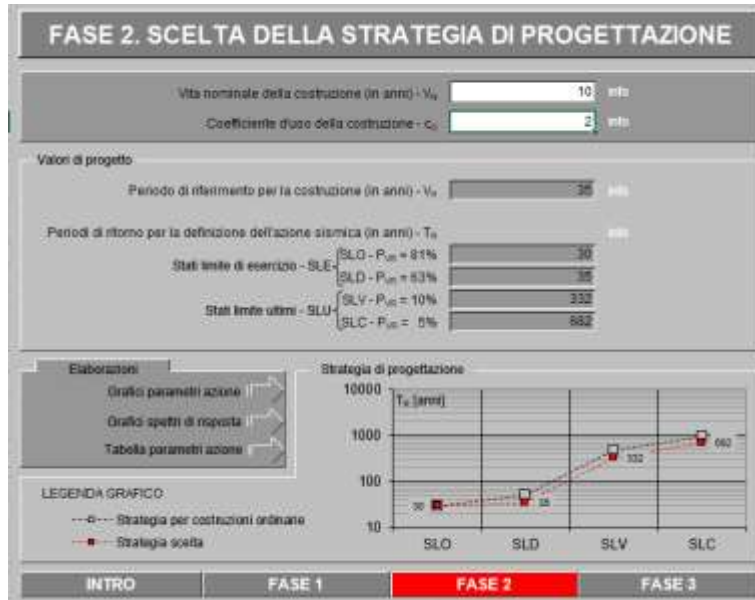 FASE 2. SCELTA DELLA STRATEGIA DI PROGETTAZIONE
Vita nominale della costruzione (in anni) - VN 10 info
Coefficiente d'uso della costruzione - cU 2 info
Valori di progetto
Periodo di riferimento per la costruzione (in anni) - VR 35 info
Periodi di ritorno per la definizione dell'azione sismica (in anni) - TR info
Stati limite di esercizio - SLE
SLO - PVR = 81% 30
SLD - PVR = 63% 35
Stati limite ultimi - SLU
SLV - PVR = 10% 332
SLC - PVR = 5% 682
Elaborazioni
Grafici parametri azione
Grafici spettri di risposta
Tabella parametri azione
LEGENDA GRAFICO
Strategia per costruzioni ordinarie
Strategia scelta
Strategia di progettazione
TR [anni]
10000
1000
100
10
30
35
332
682
SLO SLD SLV SLC
INTRO FASE 1 FASE 2 FASE 3